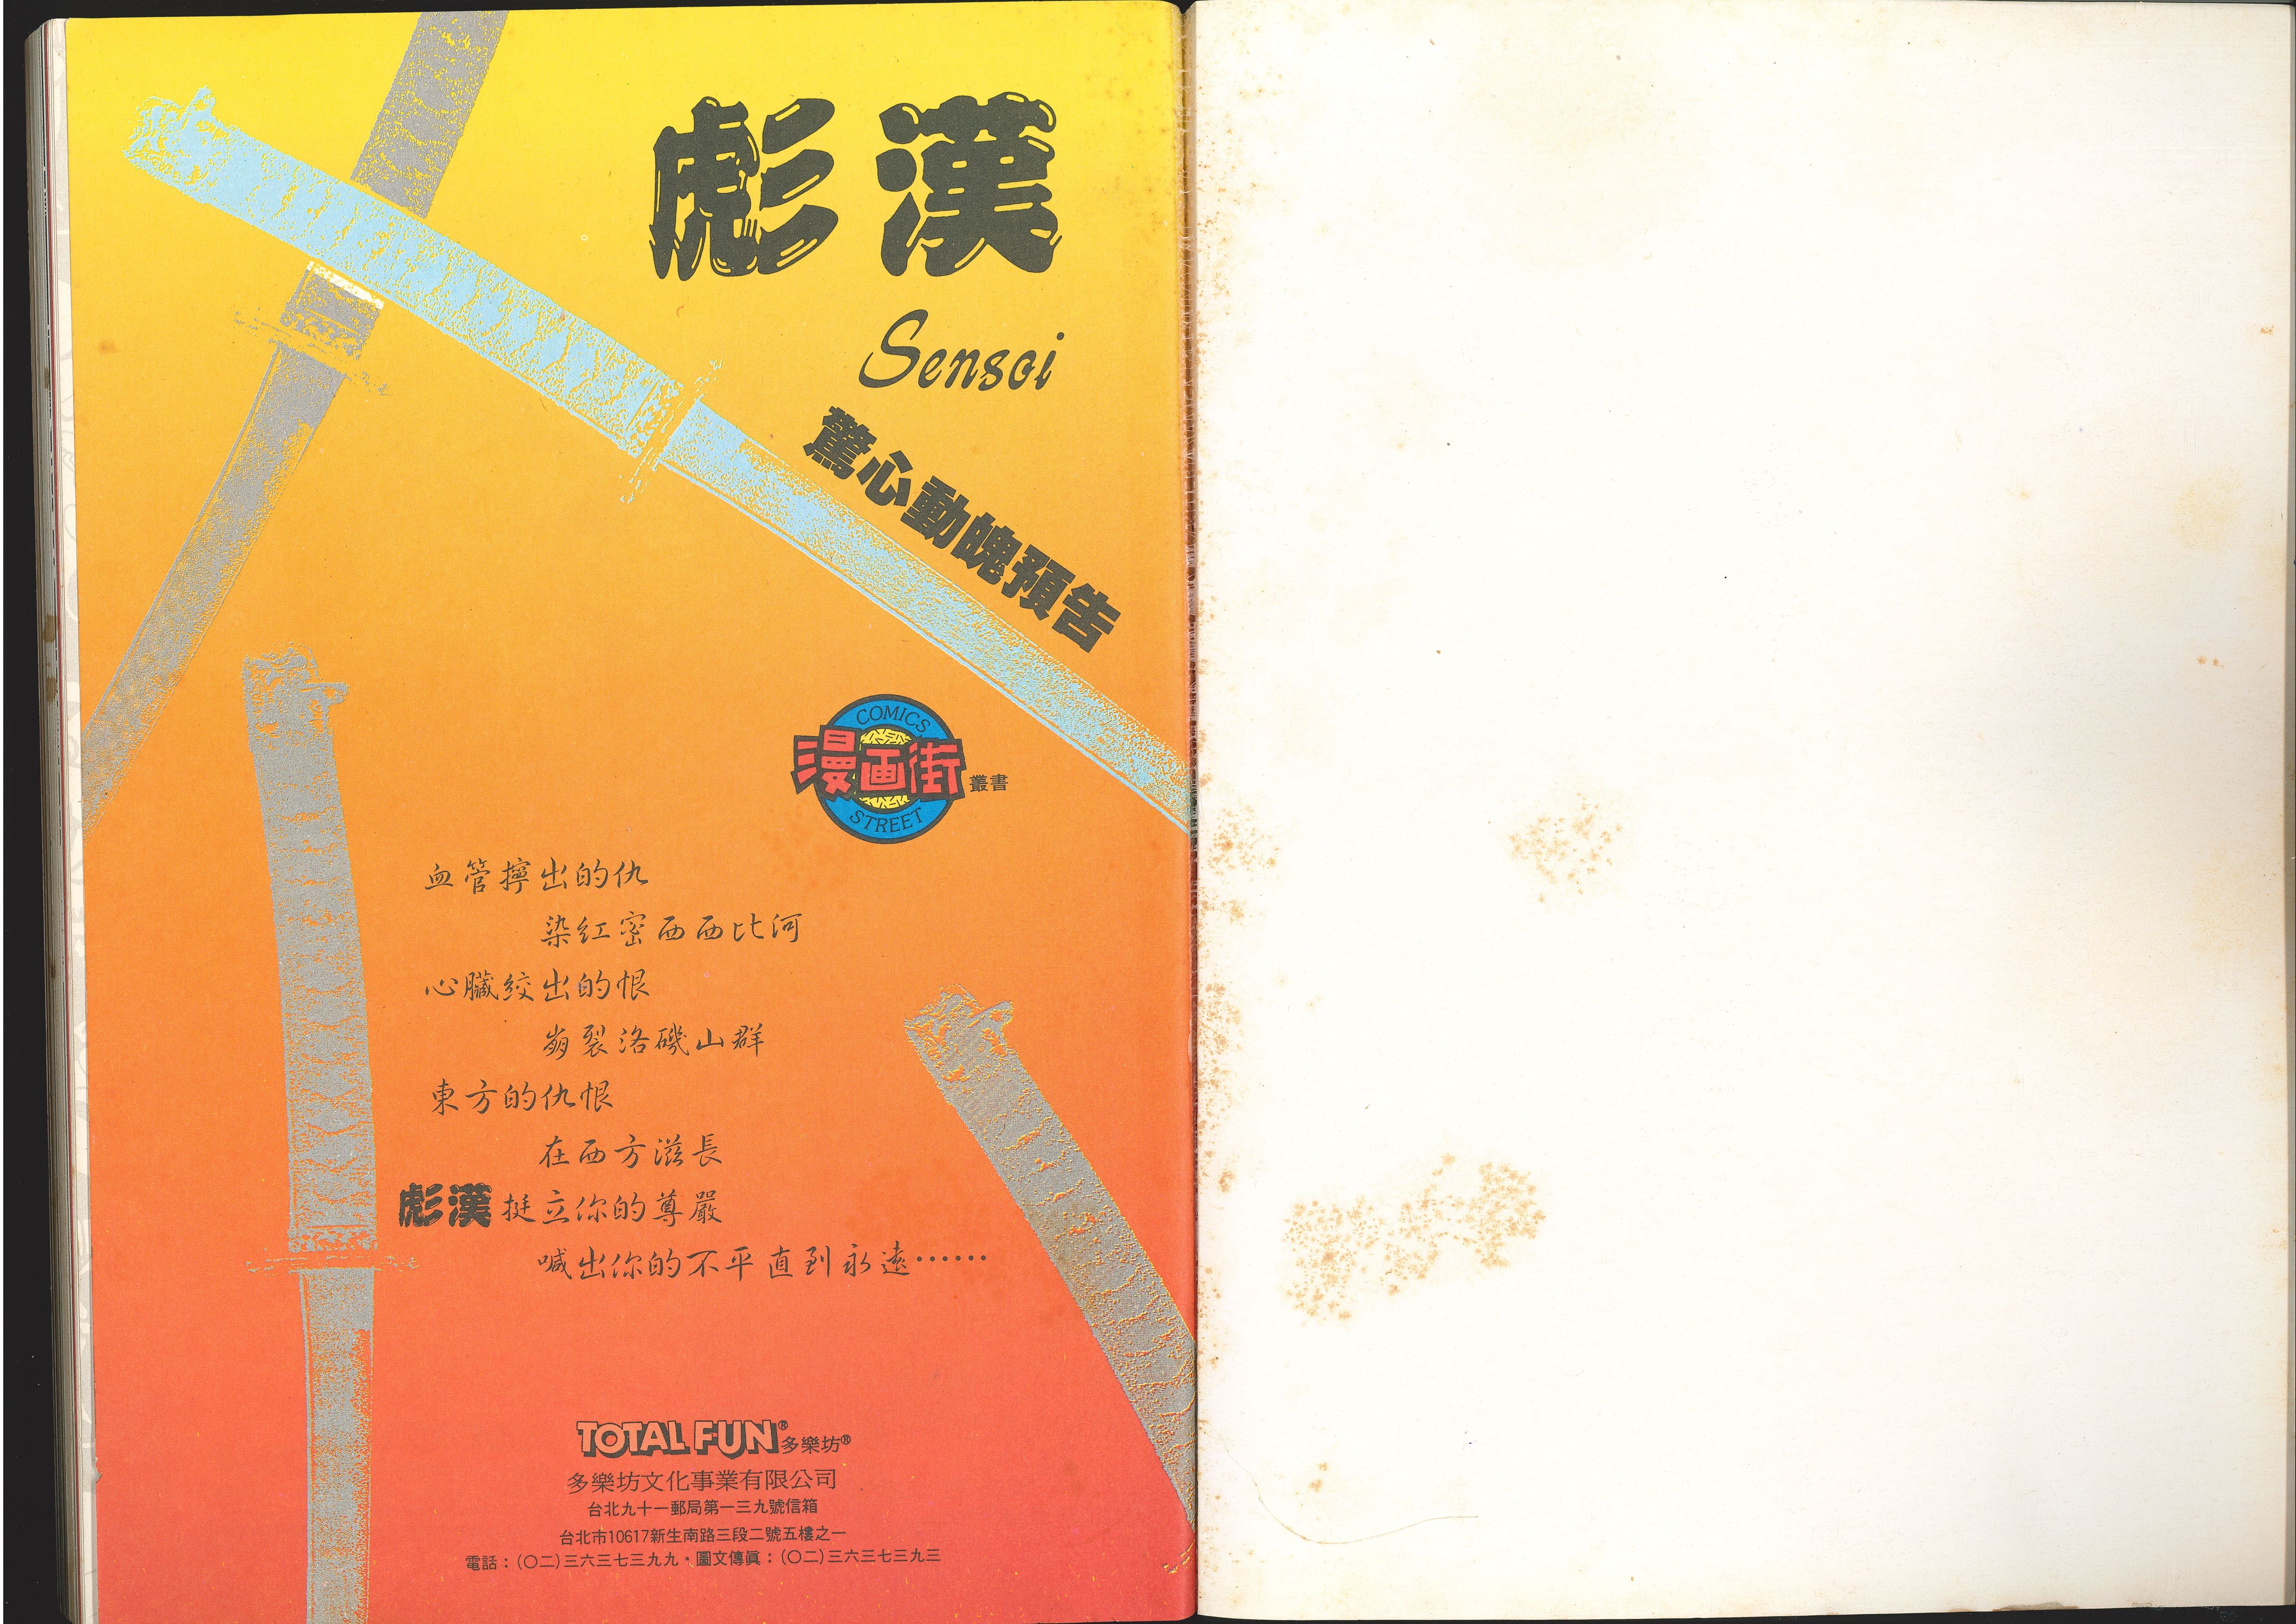 彪漢
Sensei
驚心動魄預告
COMICS
漫画街
STREET
叢書
血管擰出的仇
染紅密西西比河
心臟絞出的恨
崩裂洛磯山群
東方的仇恨
在西方滋長
彪漢挺立你的尊嚴
喊出你的不平直到永遠⋯⋯
TOTAL FUN® 多樂坊®
多樂坊文化事業有限公司
台北九十一郵局第一三九號信箱
台北市10617新生南路三段二號五樓之一
電話：(〇二)三六三七三九九・圖文傳眞：(〇二)三六三七三九三